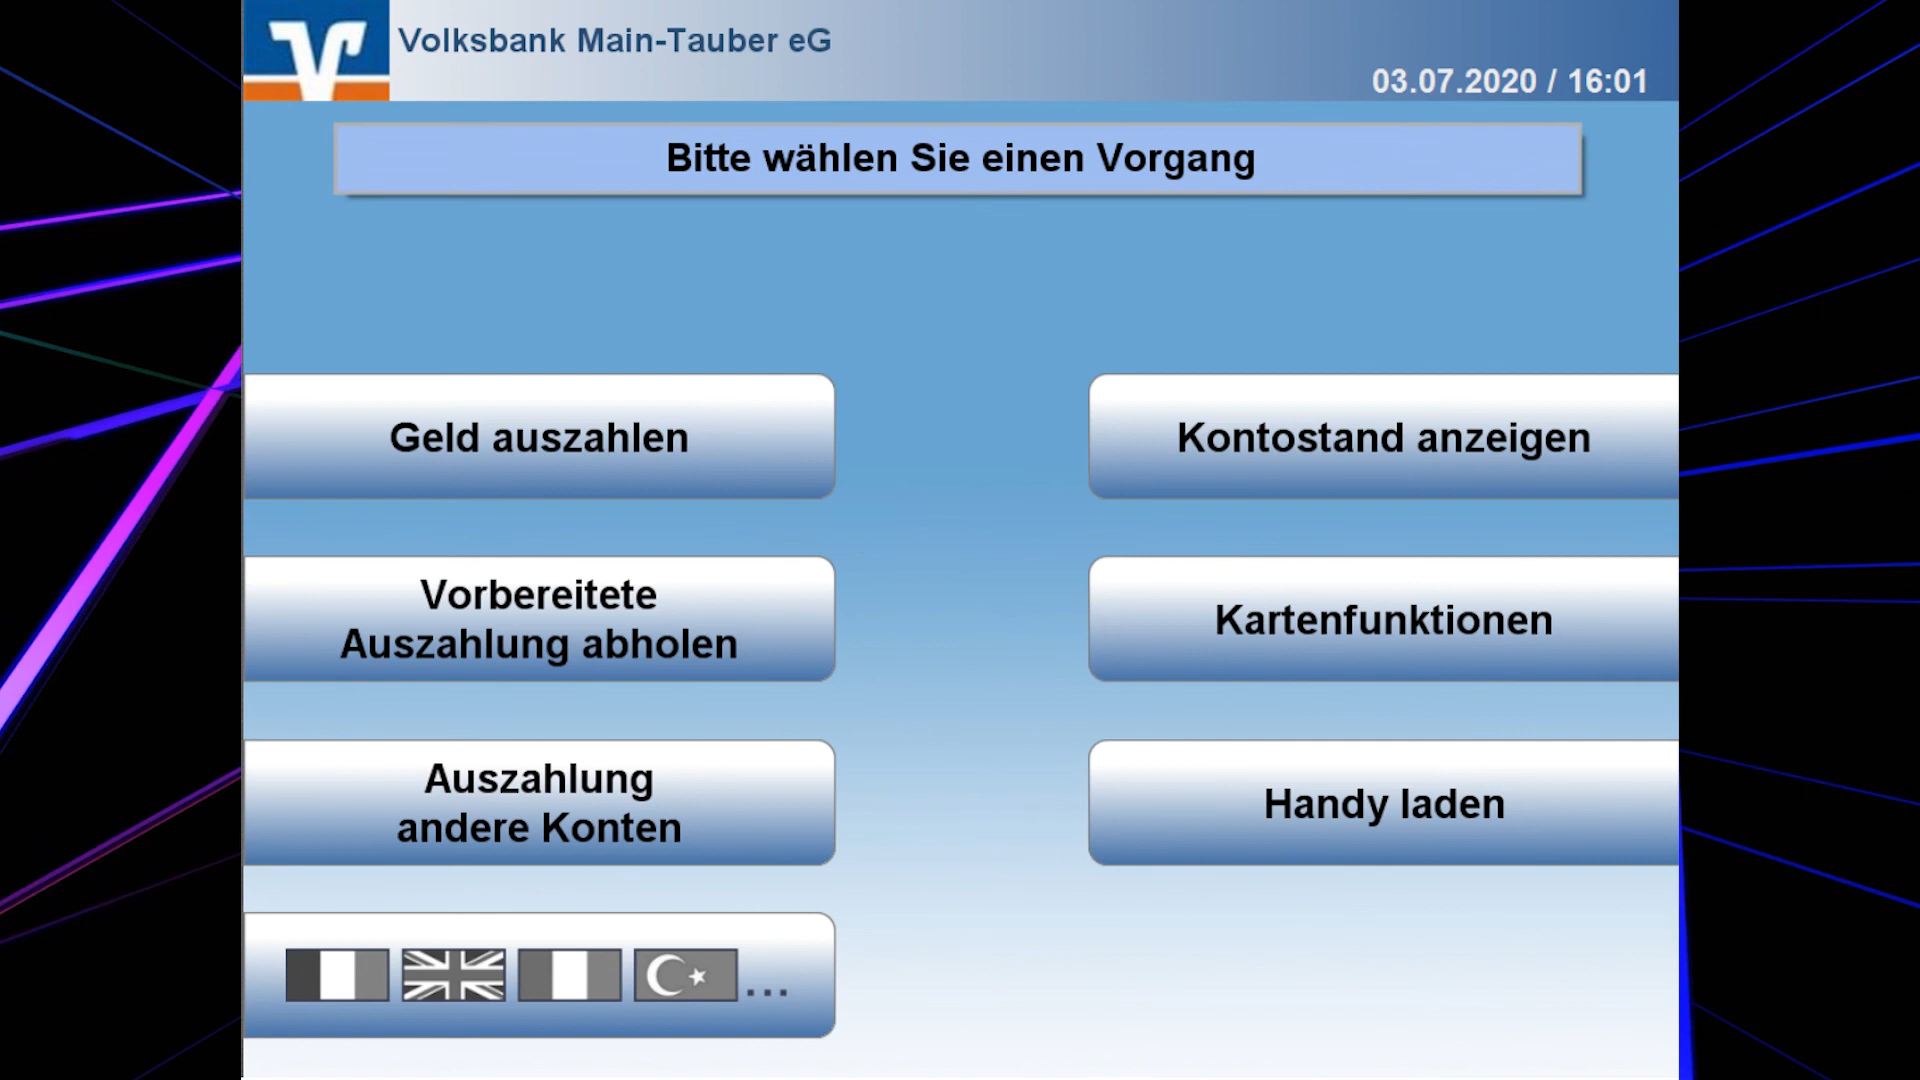 Volksbank Main-Tauber eG
03.07.2020 / 16:01
Bitte wählen Sie einen Vorgang
Geld auszahlen
Kontostand anzeigen
Vorbereitete
Auszahlung abholen
Kartenfunktionen
Auszahlung
andere Konten
Handy laden
...